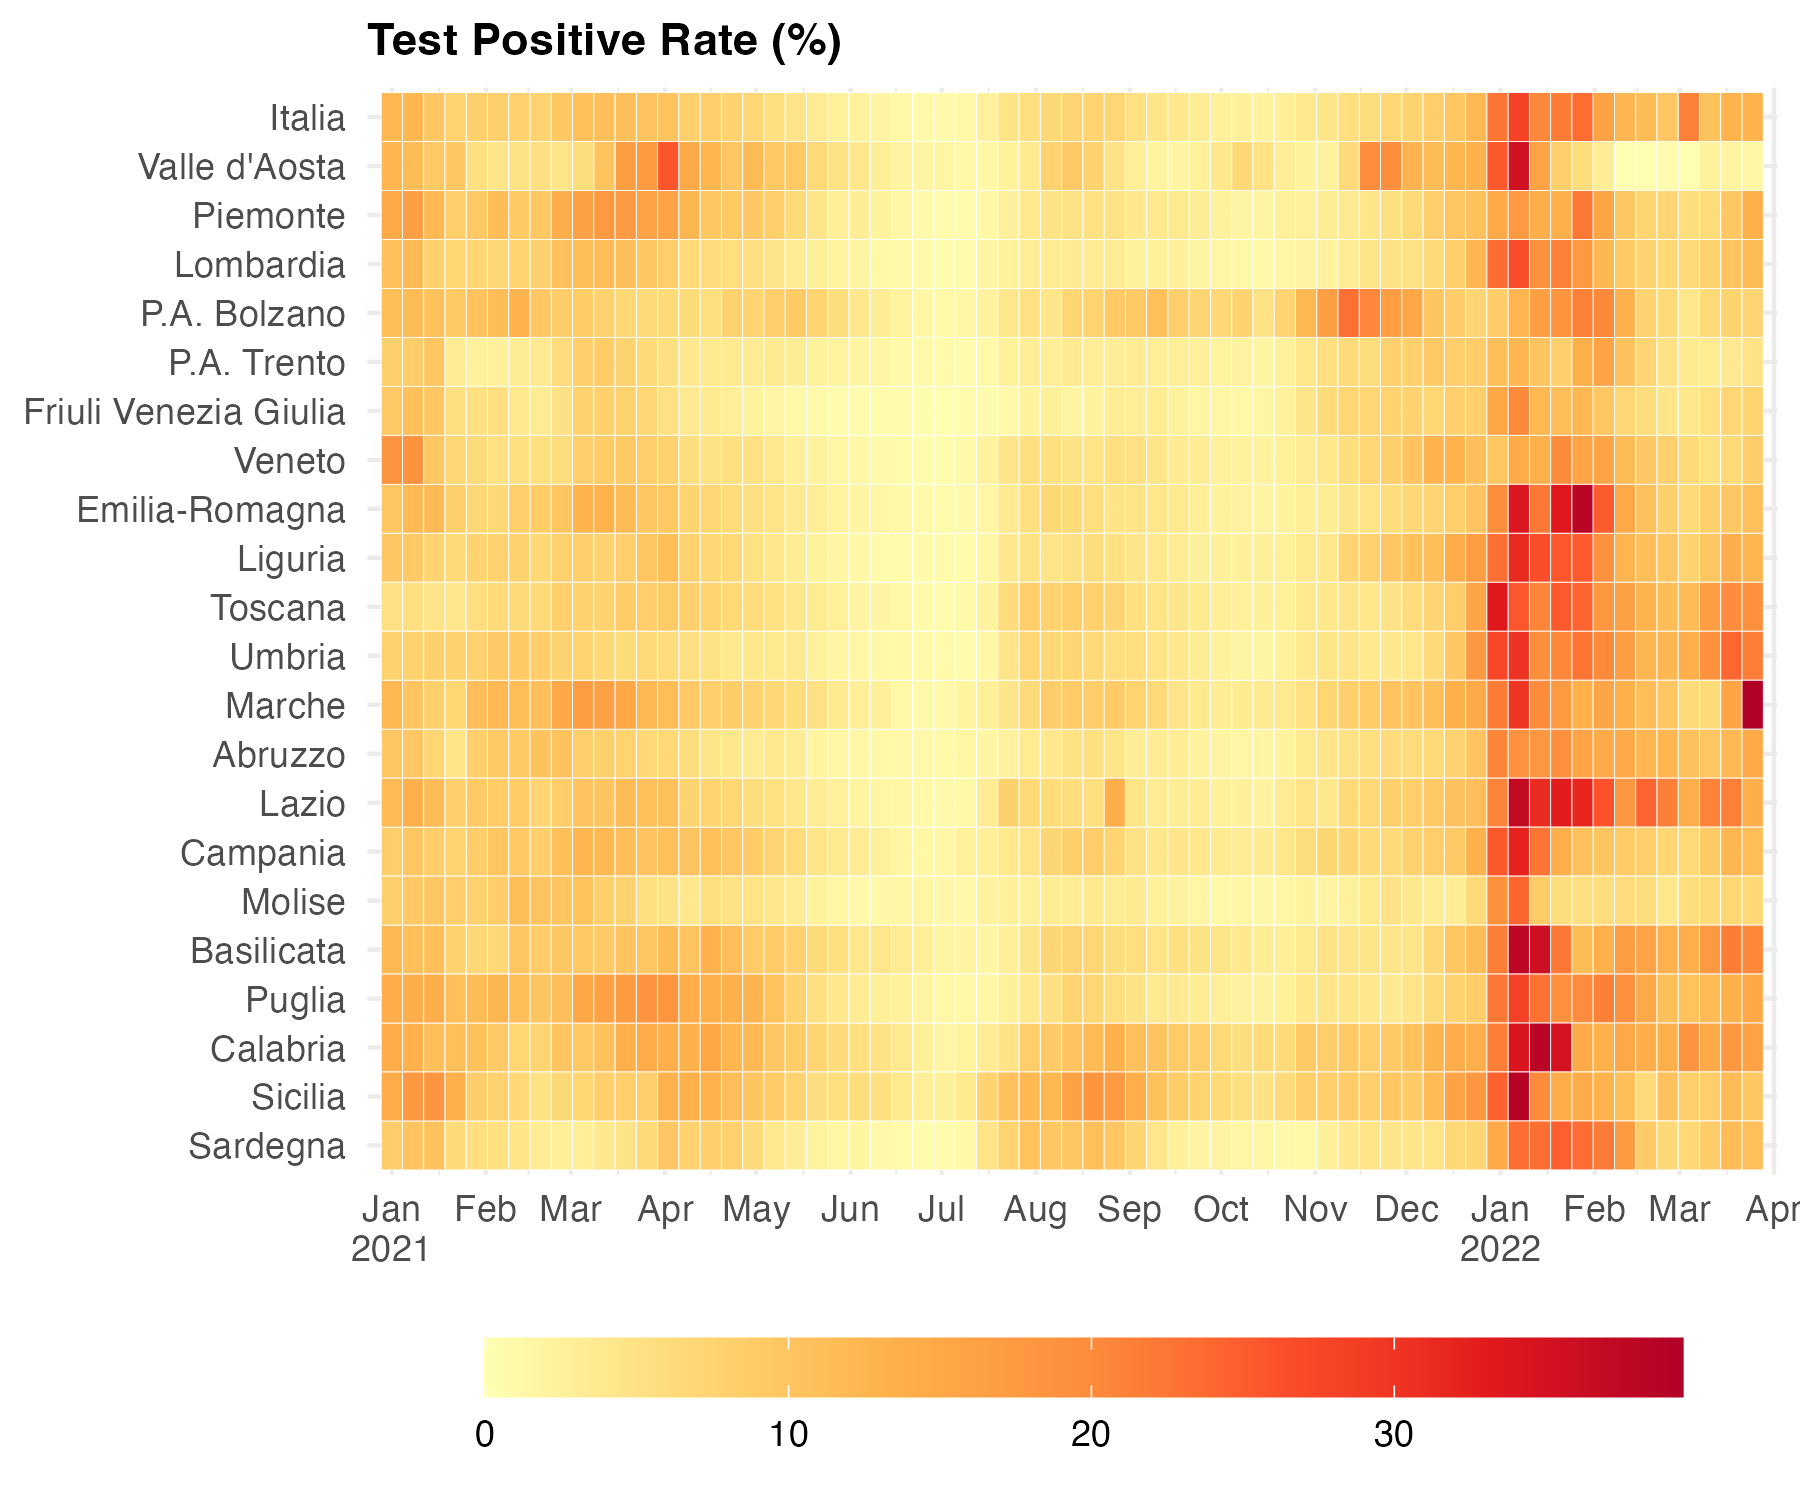 Test Positive Rate (%)
Italia
Valle d'Aosta
Piemonte
Lombardia
P.A. Bolzano
P.A. Trento
Friuli Venezia Giulia
Veneto
Emilia-Romagna
Liguria
Toscana
Umbria
Marche
Abruzzo
Lazio
Campania
Molise
Basilicata
Puglia
Calabria
Sicilia
Sardegna
Jan Feb Mar Apr May Jun Jul Aug Sep Oct Nov Dec Jan Feb Mar Apr
2021 2022
0 10 20 30